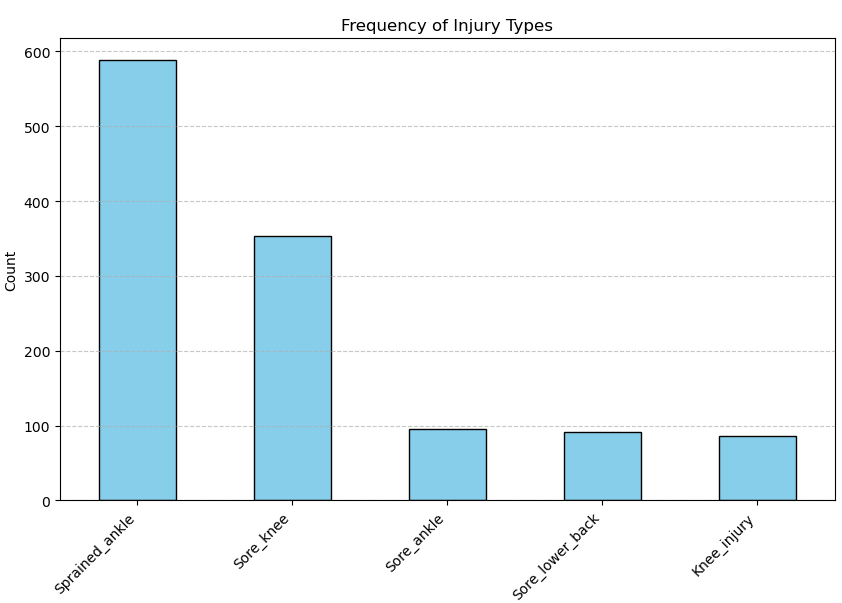 Frequency of Injury Types
600
500
400
300
200
100
0
Count
Sprained_ankle
Sore_knee
Sore_ankle
Sore_lower_back
Knee_injury